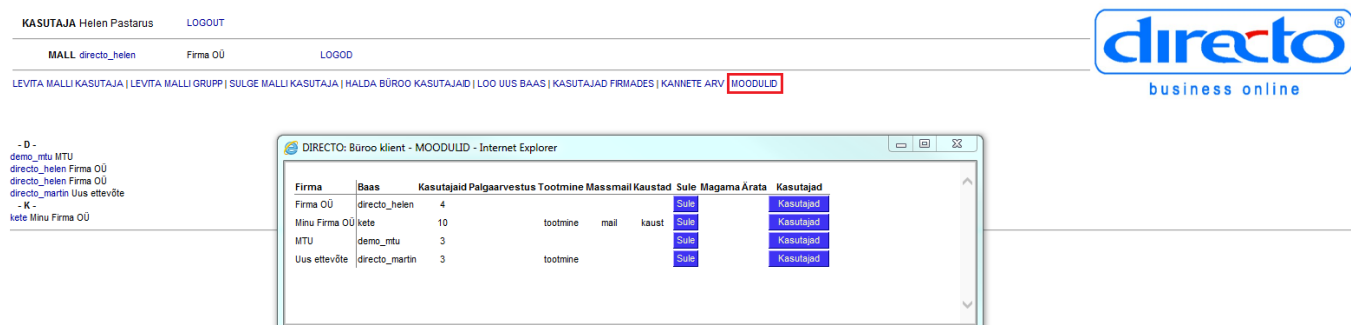 KASUTAJA Helen Pastarus LOGOUT
MALL directo_helen Firma OÜ LOGOD
LEVITA MALLI KASUTAJA | LEVITA MALLI GRUPP | SULGE MALLI KASUTAJA | HALDA BÜROO KASUTAJAID | LOO UUS BAAS | KASUTAJAD FIRMADES | KANNETE ARV MOODULID
directo®
business online
- D -
demo_mtu MTU
directo_helen Firma OÜ
directo_helen Firma OÜ
directo_martin Uus ettevõte
- K -
kete Minu Firma OÜ
DIRECTO: Büroo klient - MOODULID - Internet Explorer
Firma Baas Kasutajaid Palgaarvestus Tootmine Massmail Kaustad Sule Magama Ärata Kasutajad
Firma OÜ directo_helen 4 Sule Kasutajad
Minu Firma OÜ kete 10 tootmine mail kaust Sule Kasutajad
MTU demo_mtu 3 Sule Kasutajad
Uus ettevõte directo_martin 3 tootmine Sule Kasutajad